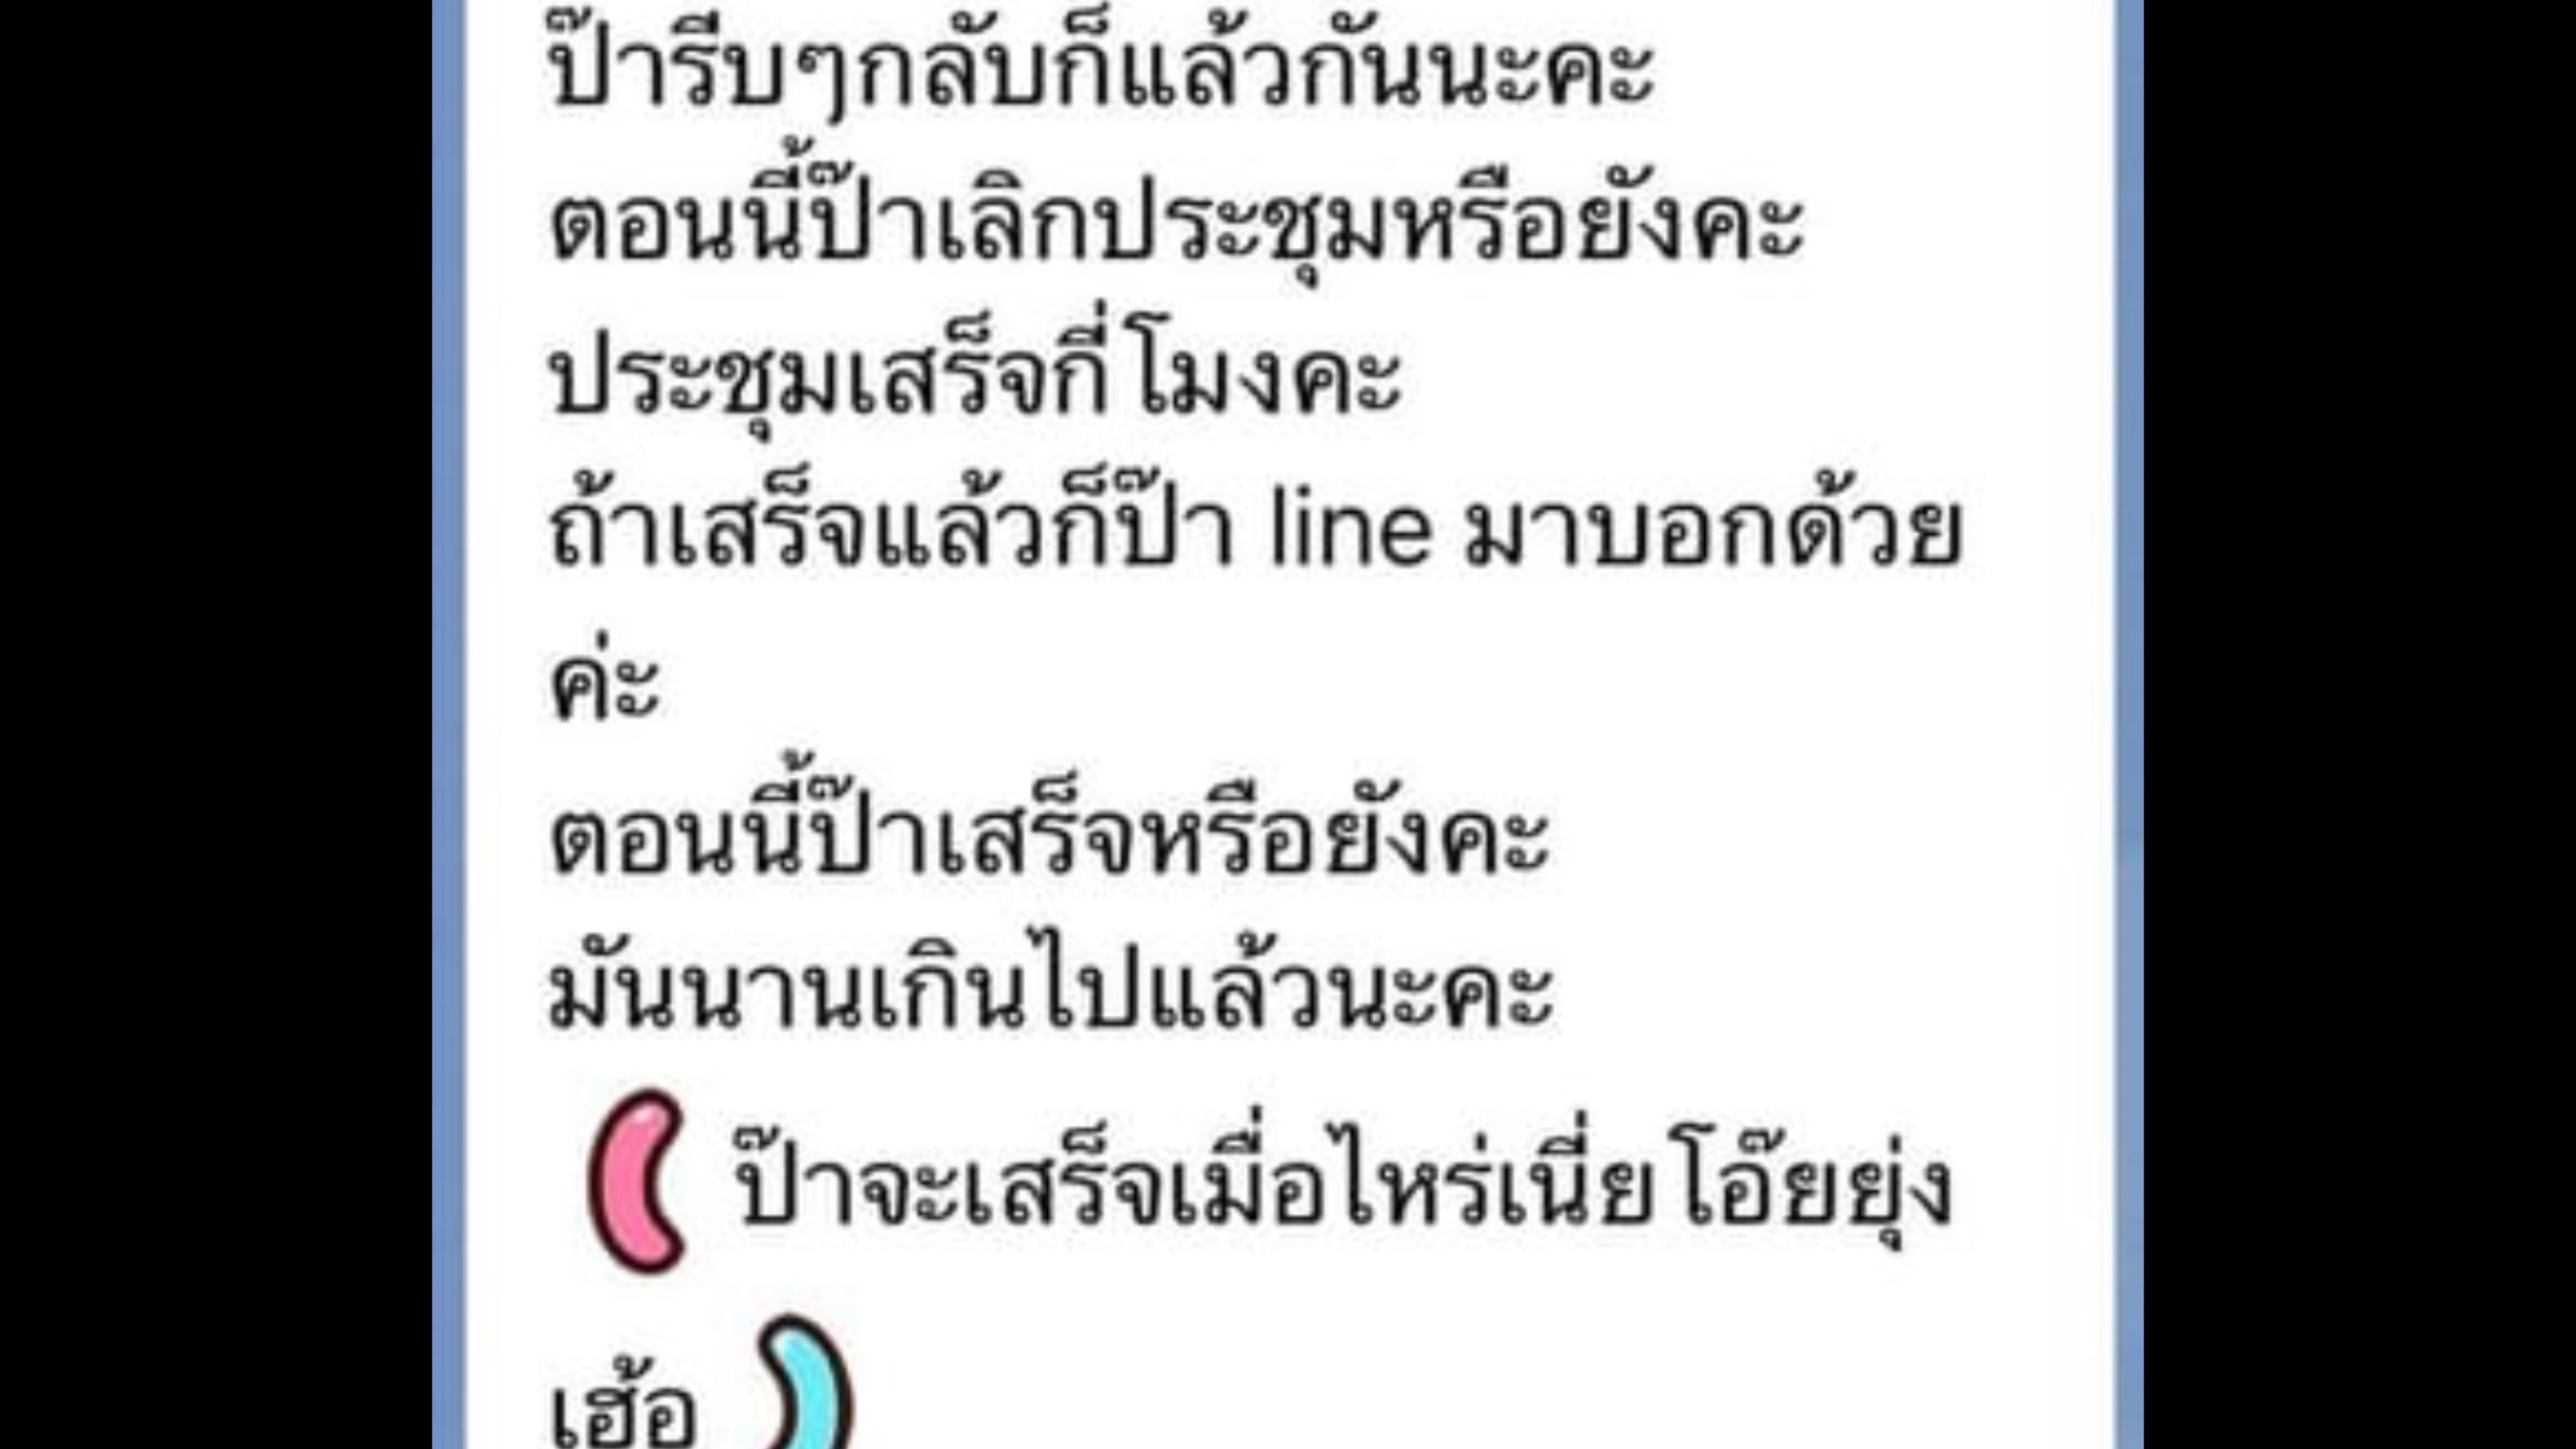 ป๊ารีบๆกลับก็แล้วกันนะคะ
ตอนนี้ป๊าเลิกประชุมหรือยังคะ
ประชุมเสร็จกี่โมงคะ
ถ้าเสร็จแล้วก็ป๊า line มาบอกด้วย
ค่ะ
ตอนนี้ป๊าเสร็จหรือยังคะ
มันนานเกินไปแล้วนะคะ
( ป๊าจะเสร็จเมื่อไหร่เนี่ยโอ๊ยยุ่ง
เฮ้อ )